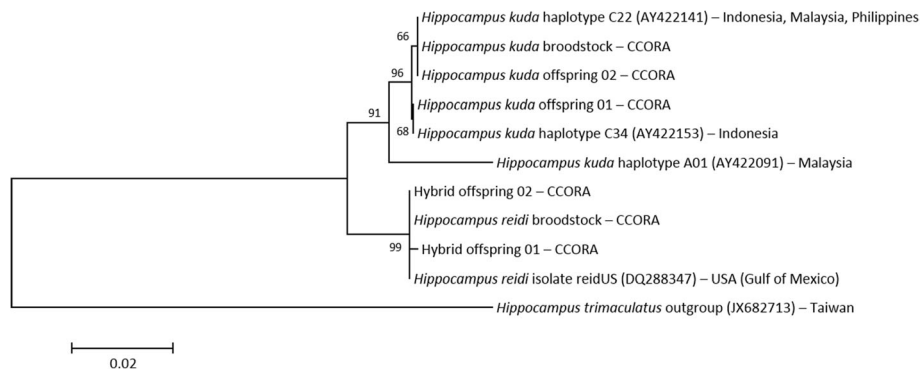 Hippocampus kuda haplotype C22 (AY422141) – Indonesia, Malaysia, Philippines
66
Hippocampus kuda broodstock – CCORA
96
Hippocampus kuda offspring 02 – CCORA
Hippocampus kuda offspring 01 – CCORA
91
68
Hippocampus kuda haplotype C34 (AY422153) – Indonesia
Hippocampus kuda haplotype A01 (AY422091) – Malaysia
Hybrid offspring 02 – CCORA
Hippocampus reidi broodstock – CCORA
99
Hybrid offspring 01 – CCORA
Hippocampus reidi isolate reidUS (DQ288347) – USA (Gulf of Mexico)
Hippocampus trimaculatus outgroup (JX682713) – Taiwan
0.02